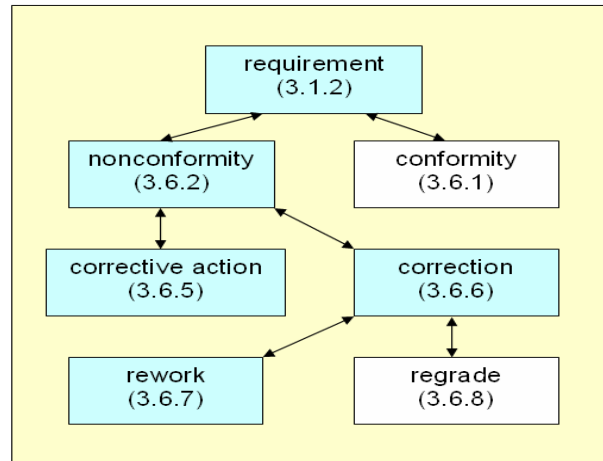 requirement
(3.1.2)
nonconformity
(3.6.2)
conformity
(3.6.1)
corrective action
(3.6.5)
correction
(3.6.6)
rework
(3.6.7)
regrade
(3.6.8)